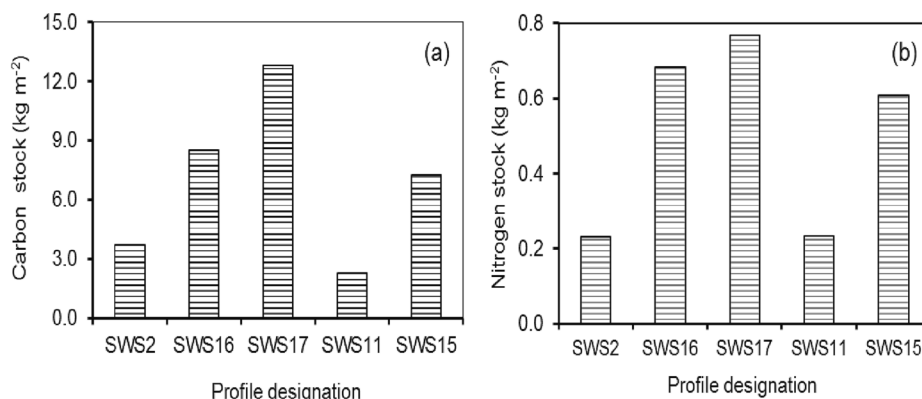 15.0
12.0
9.0
6.0
3.0
0.0
Carbon stock (kg m-2)
(a)
SWS2 SWS16 SWS17 SWS11 SWS15
Profile designation
0.8
0.6
0.4
0.2
0.0
Nitrogen stock (kg m-2)
(b)
SWS2 SWS16 SWS17 SWS11 SWS15
Profile designation